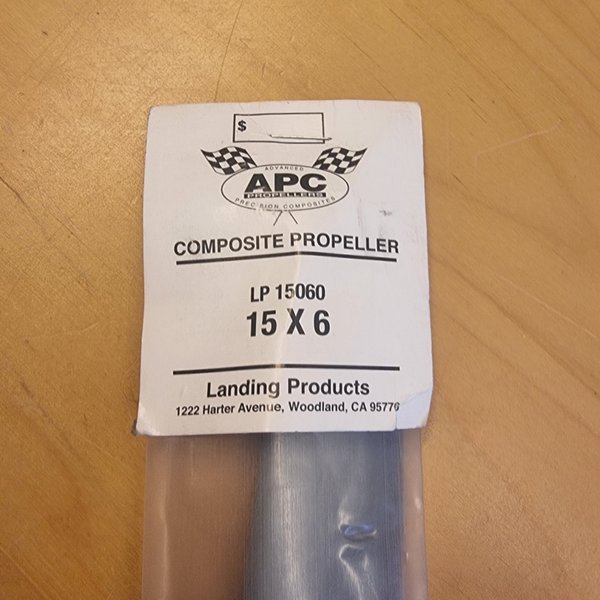 $
ADVANCED
APC
PROPELLERS
PRECISION COMPOSITES
COMPOSITE PROPELLER
LP 15060
15 X 6
Landing Products
1222 Harter Avenue, Woodland, CA 95776